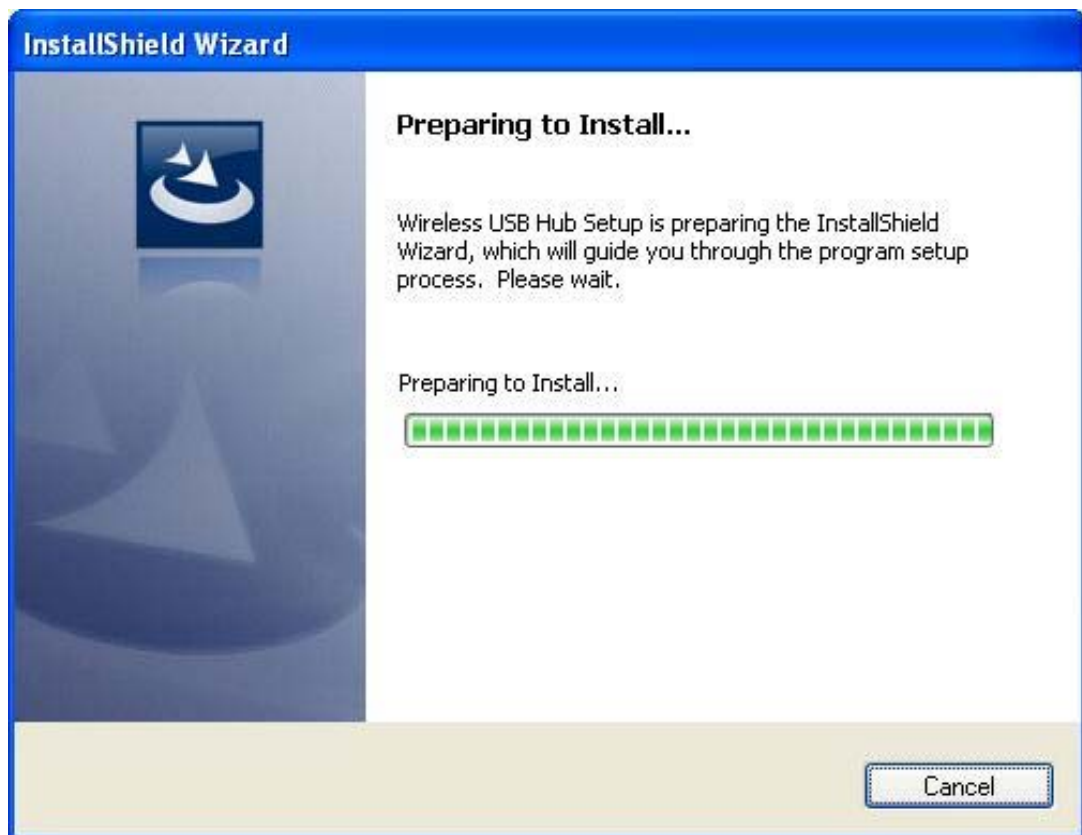 InstallShield Wizard
Preparing to Install...
Wireless USB Hub Setup is preparing the InstallShield
Wizard, which will guide you through the program setup
process.  Please wait.
Preparing to Install...
Cancel